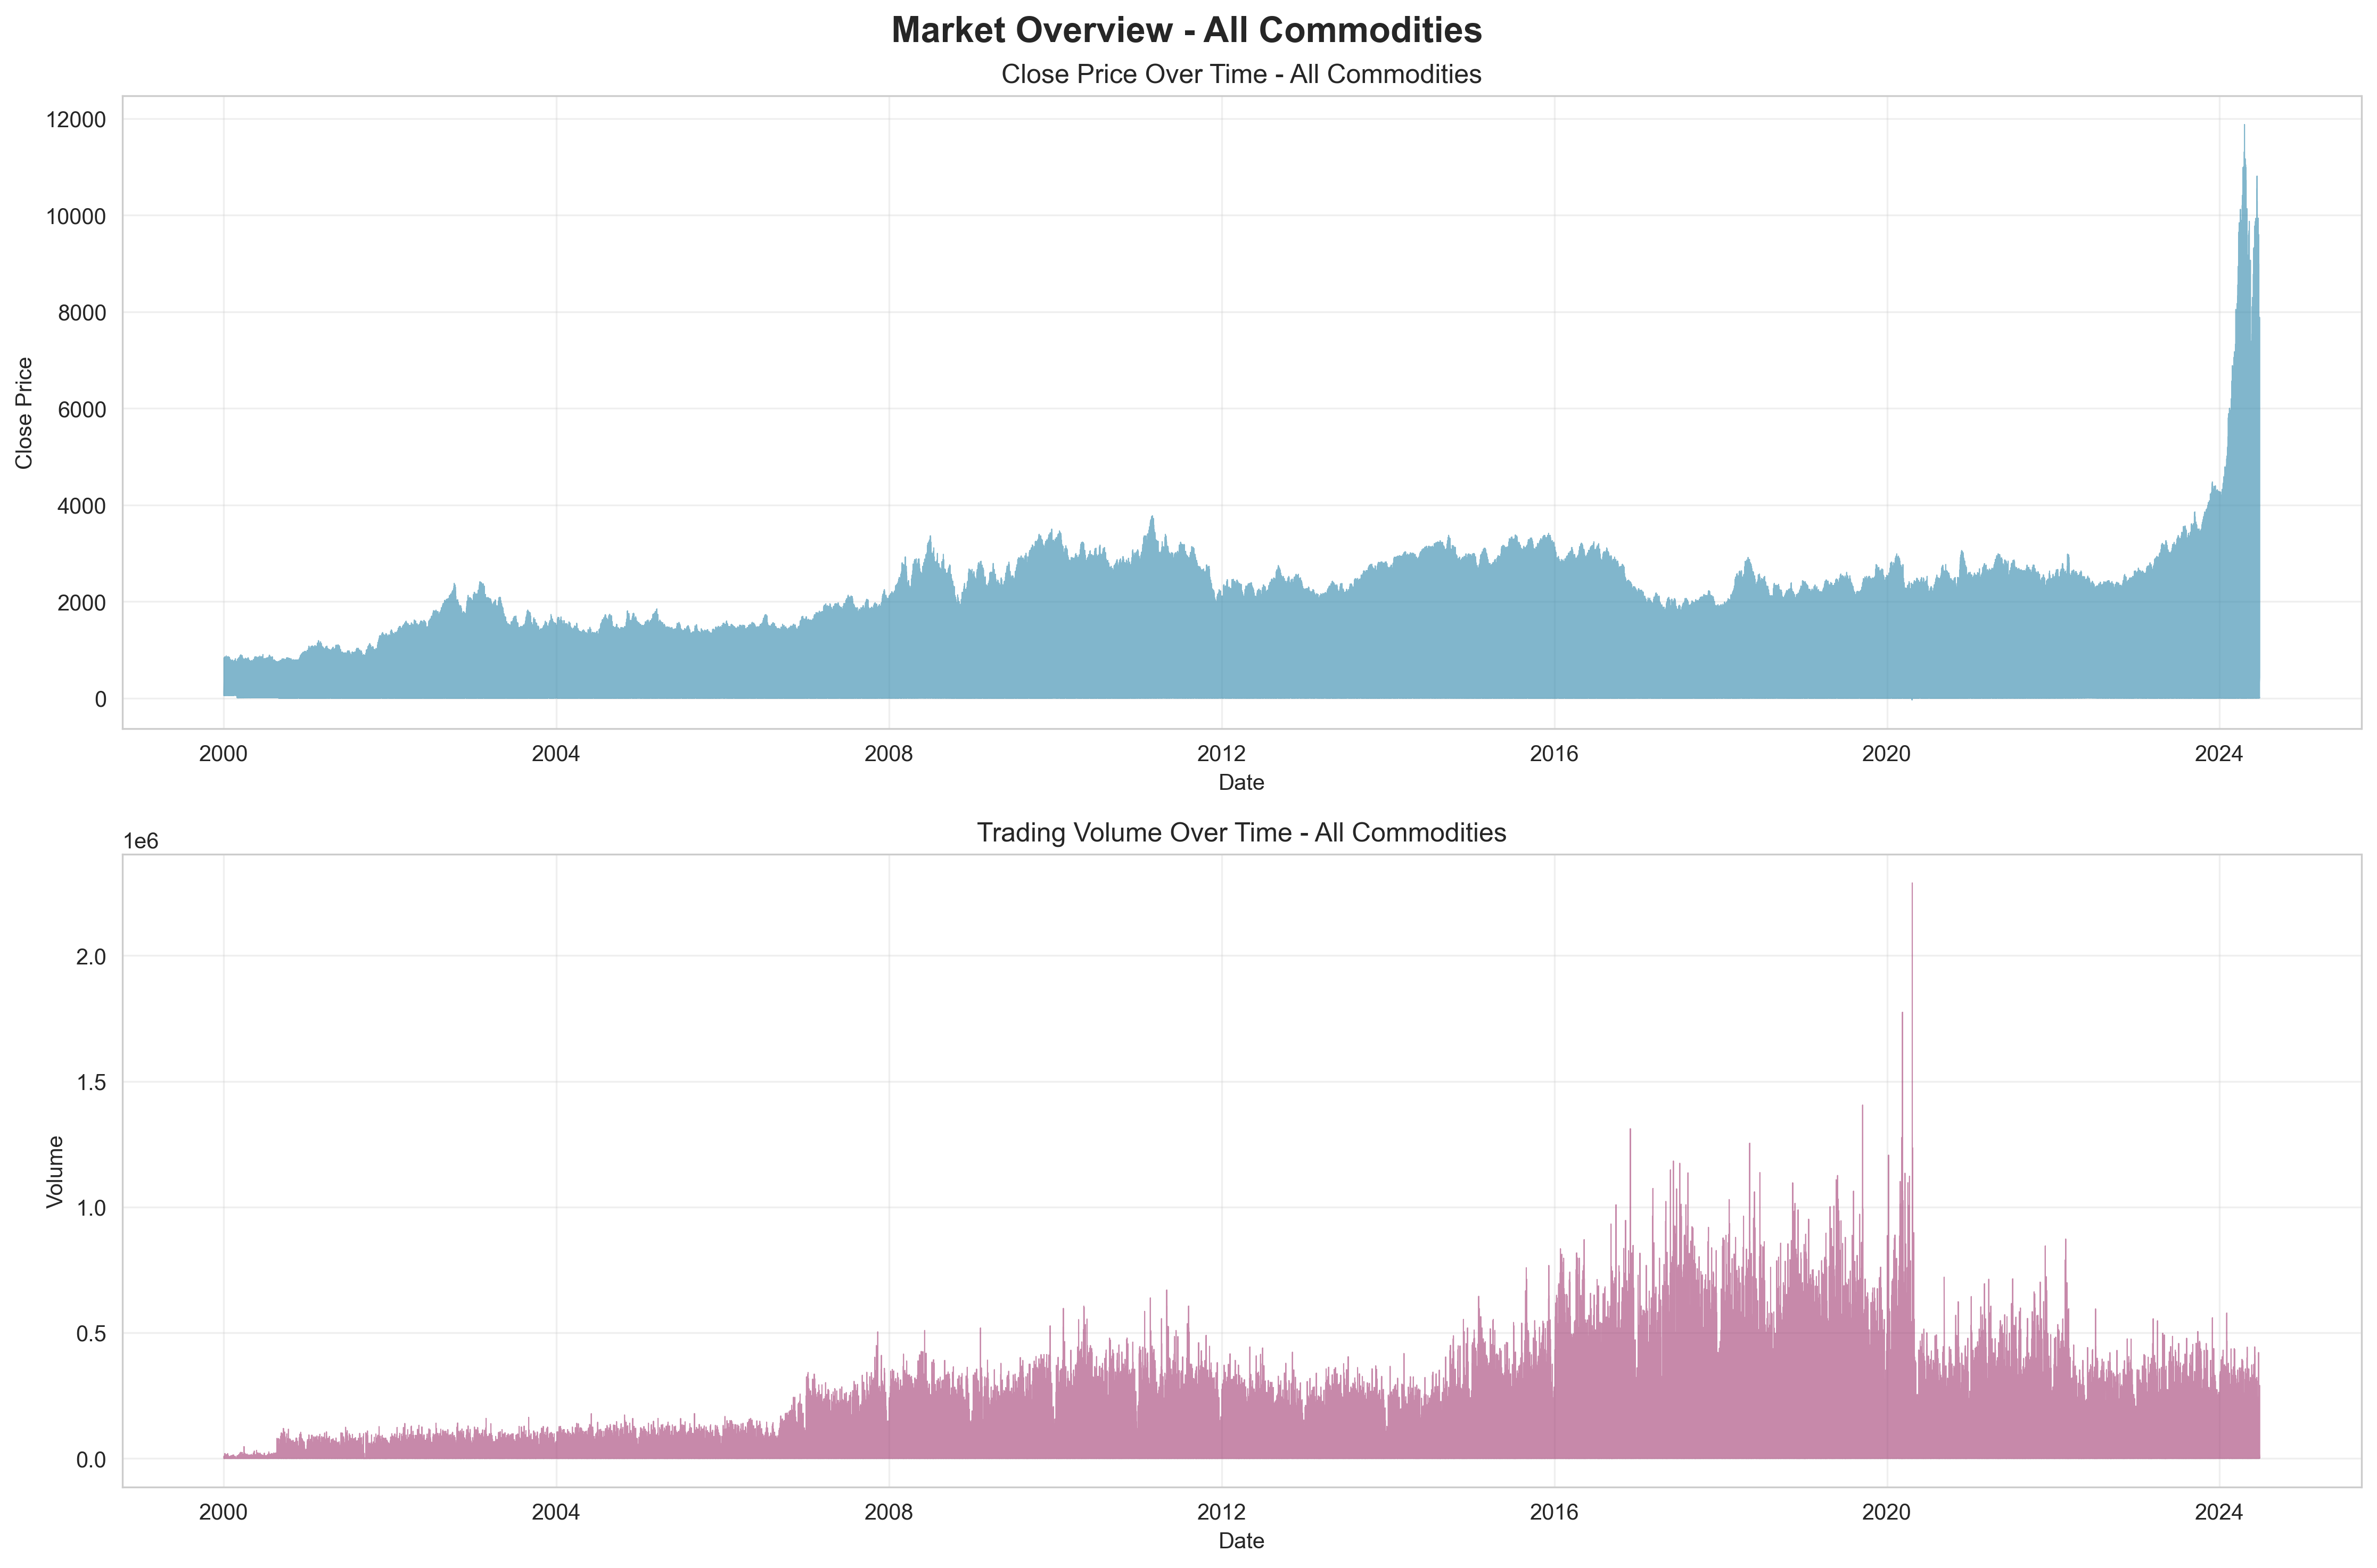 Market Overview - All Commodities
Close Price Over Time - All Commodities
12000
10000
8000
6000
4000
2000
0
Close Price
2000 2004 2008 2012 2016 2020 2024
Date
Trading Volume Over Time - All Commodities
1e6
2.0
1.5
1.0
0.5
0.0
Volume
2000 2004 2008 2012 2016 2020 2024
Date